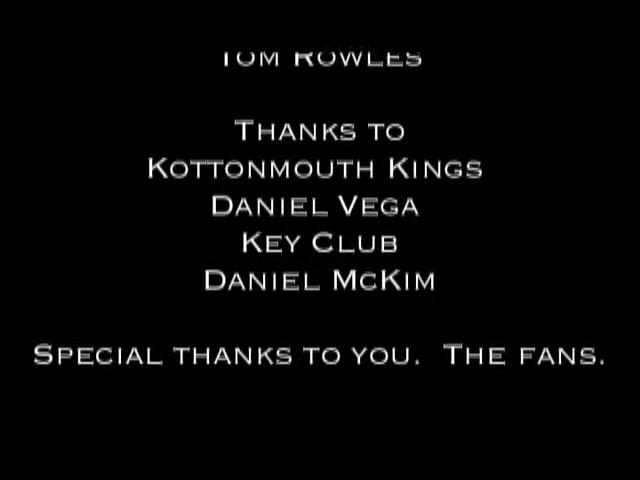 Tom Rowles
Thanks to
Kottonmouth Kings
Daniel Vega
Key Club
Daniel McKim
Special thanks to you. The fans.